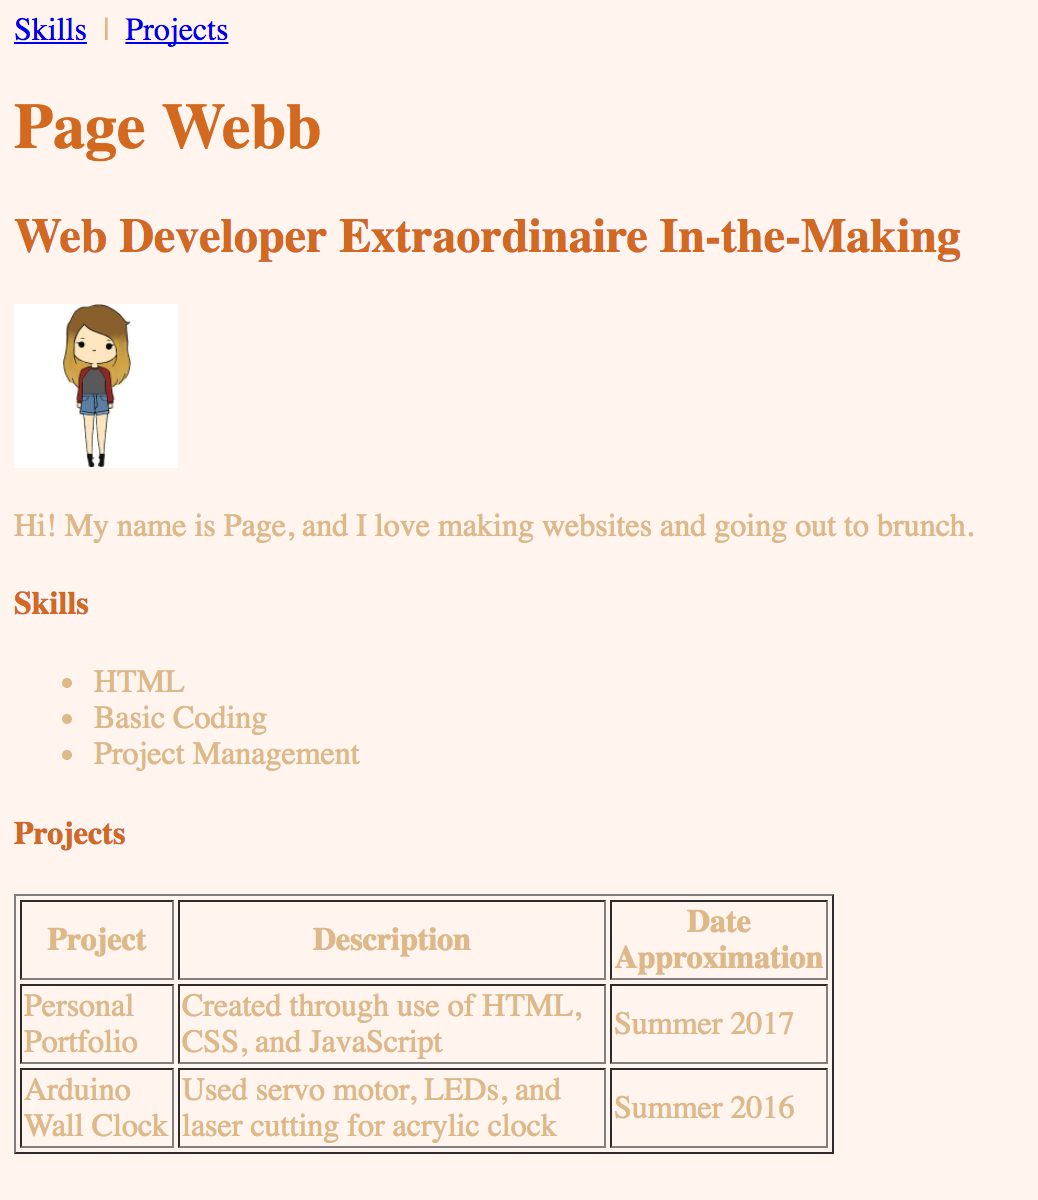 Skills | Projects
Page Webb
Web Developer Extraordinaire In-the-Making
Hi! My name is Page, and I love making websites and going out to brunch.
Skills
• HTML
• Basic Coding
• Project Management
Projects
Project
Description
Date
Approximation
Personal
Portfolio
Created through use of HTML,
CSS, and JavaScript
Summer 2017
Arduino
Wall Clock
Used servo motor, LEDs, and
laser cutting for acrylic clock
Summer 2016